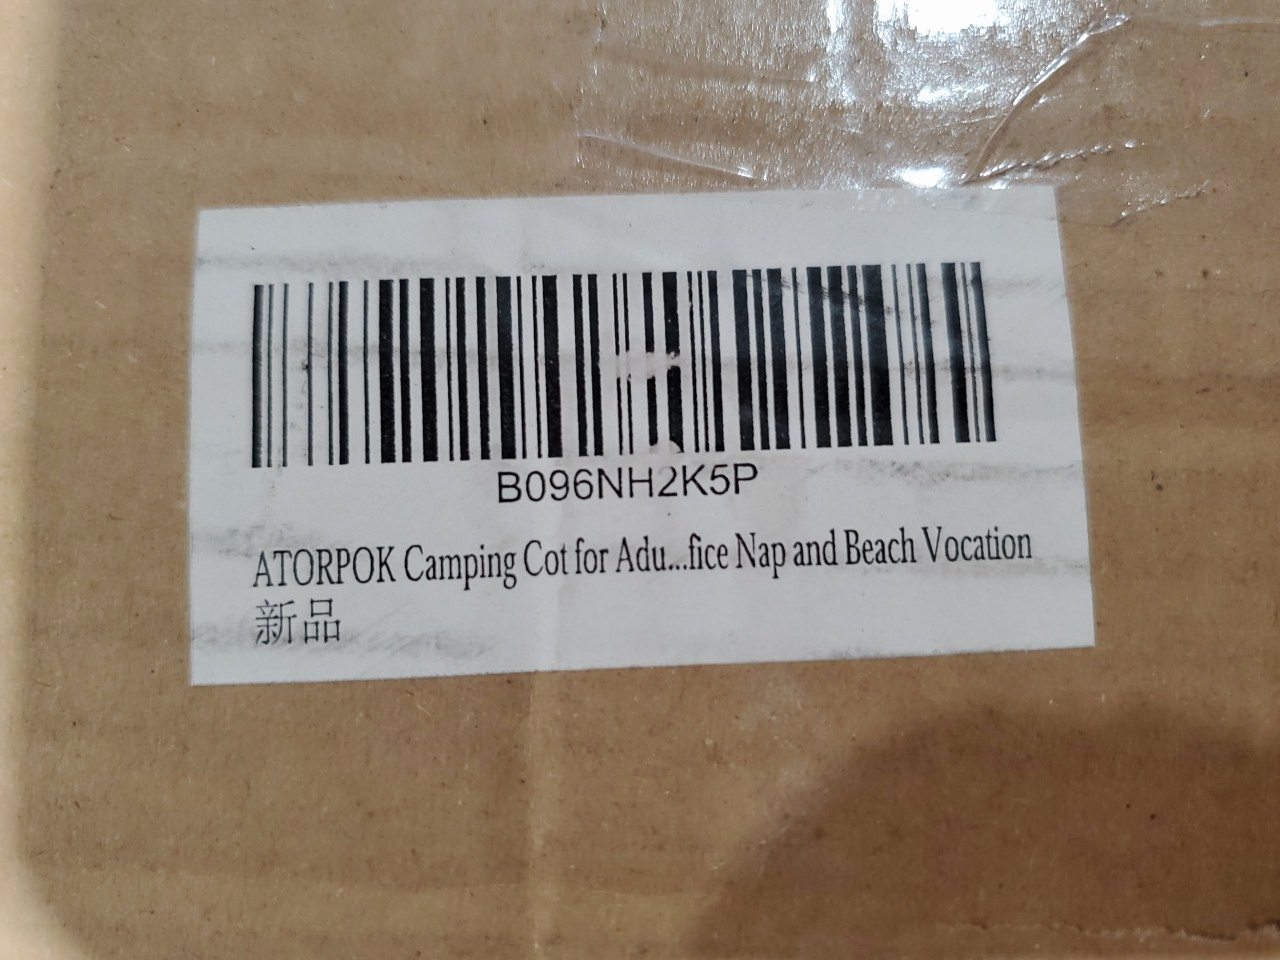 B096NH2K5P
ATORPOK Camping Cot for Adu...fice Nap and Beach Vocation
新品